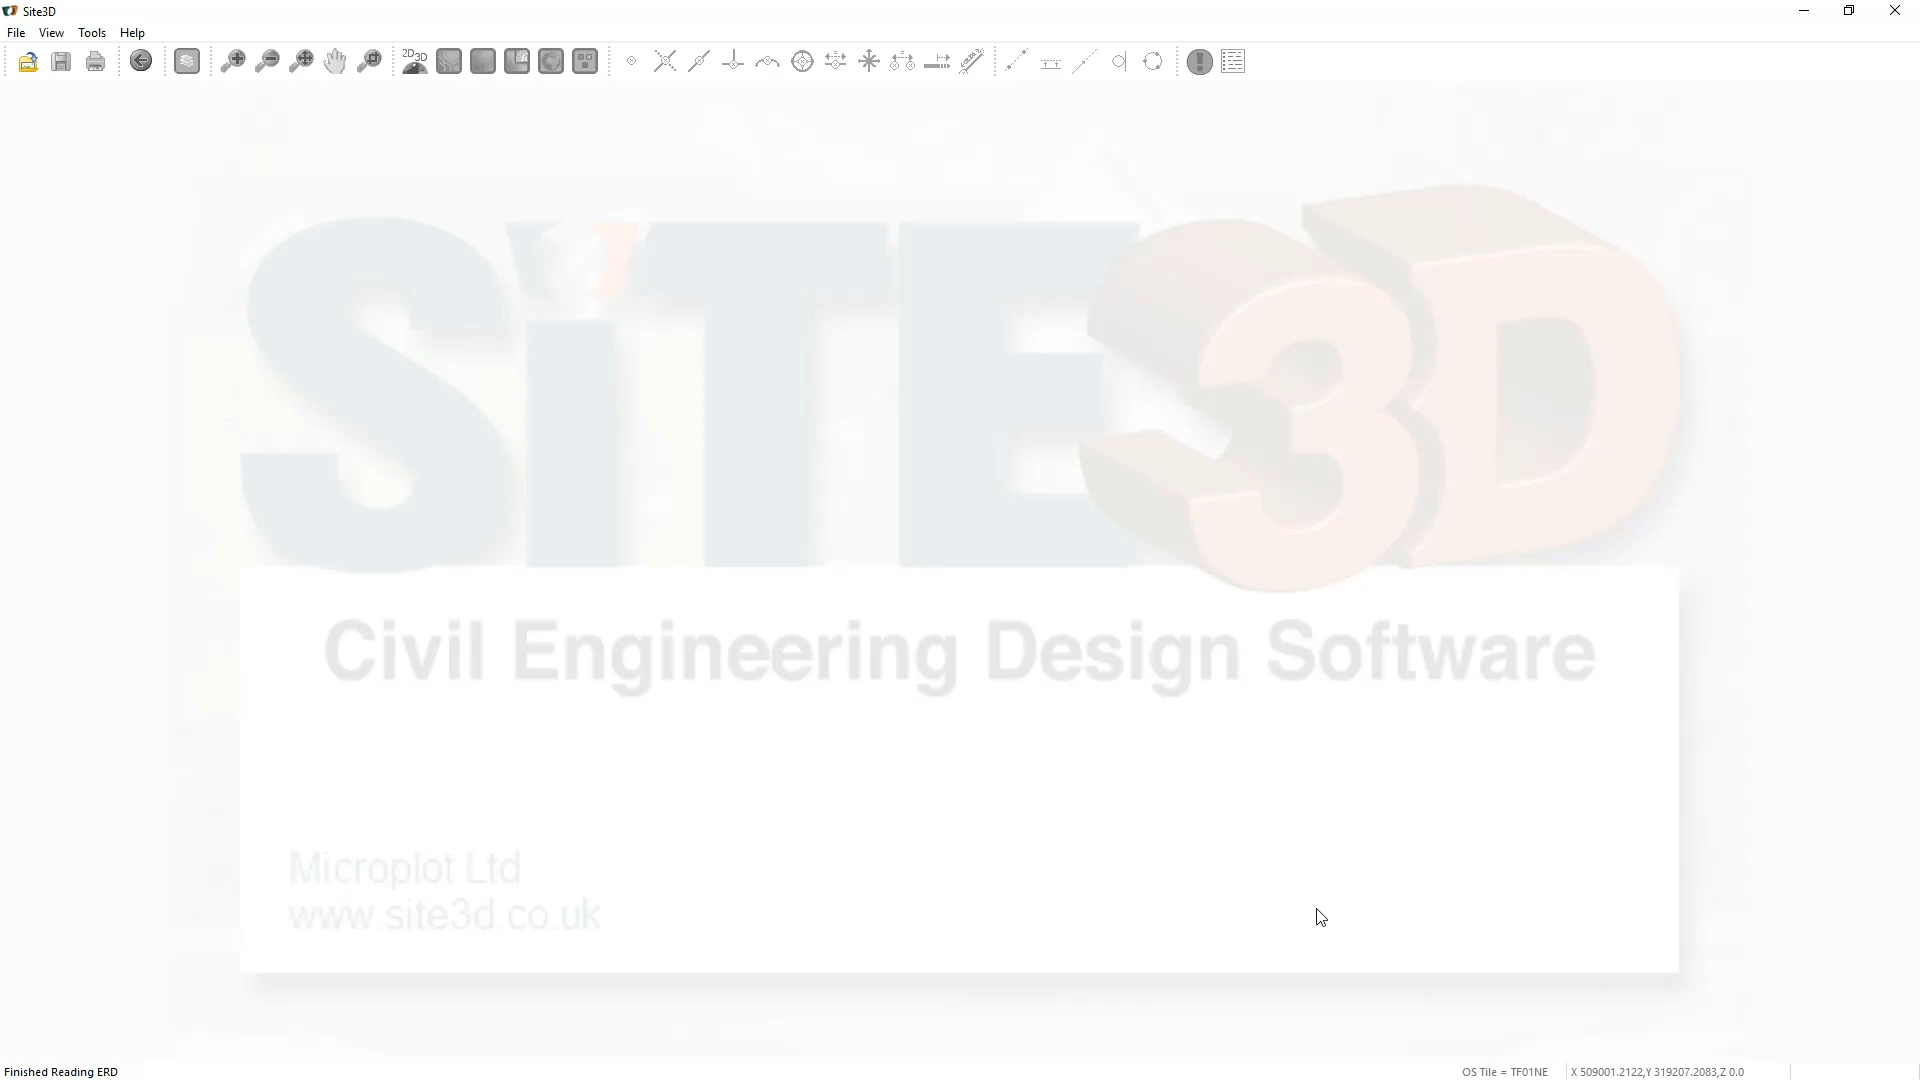 Site3D
File View Tools Help
2D3D
SiTE3D
Civil Engineering Design Software
Microplot Ltd
www.site3d.co.uk
Finished Reading ERD
OS Tile = TF01NE
X 509001.2122,Y 319207.2083,Z 0.0